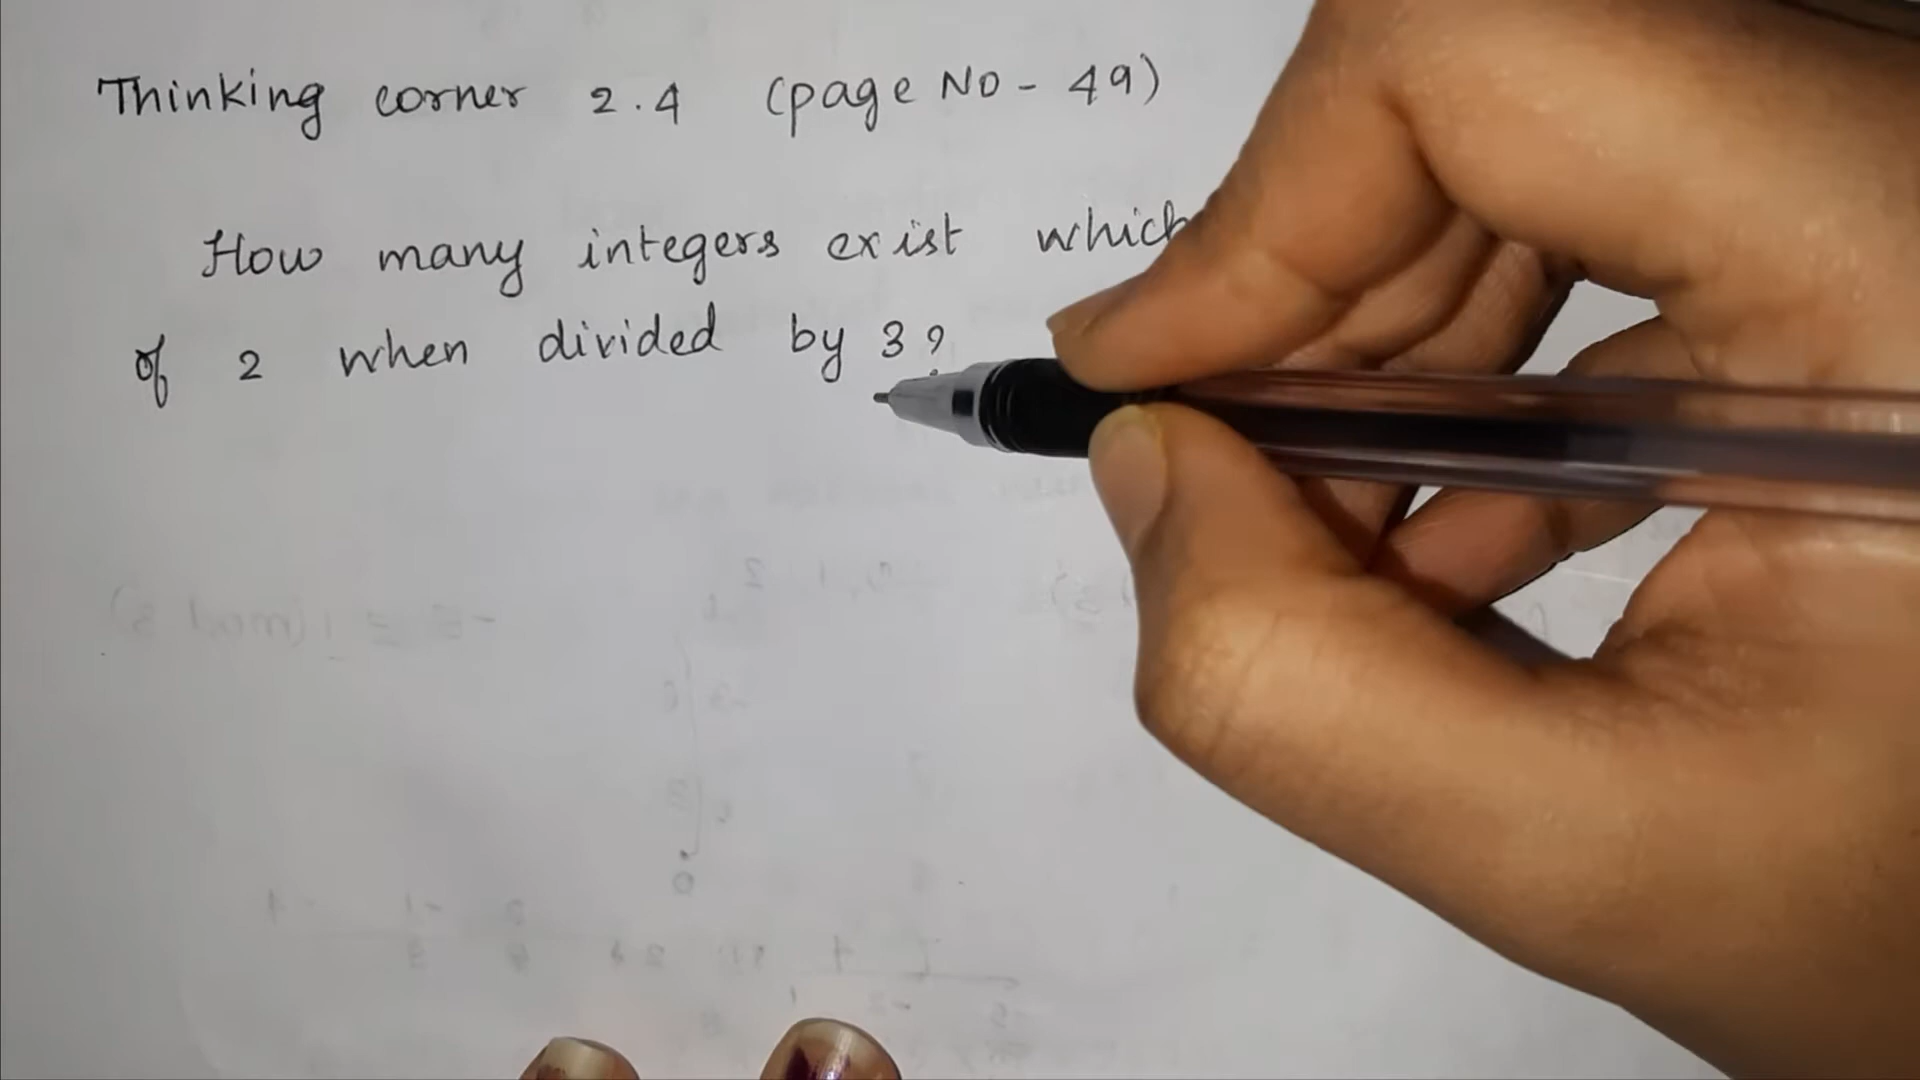 Thinking corner 2.4 (page No - 49)
How many integers exist which
of 2 when divided by 3?